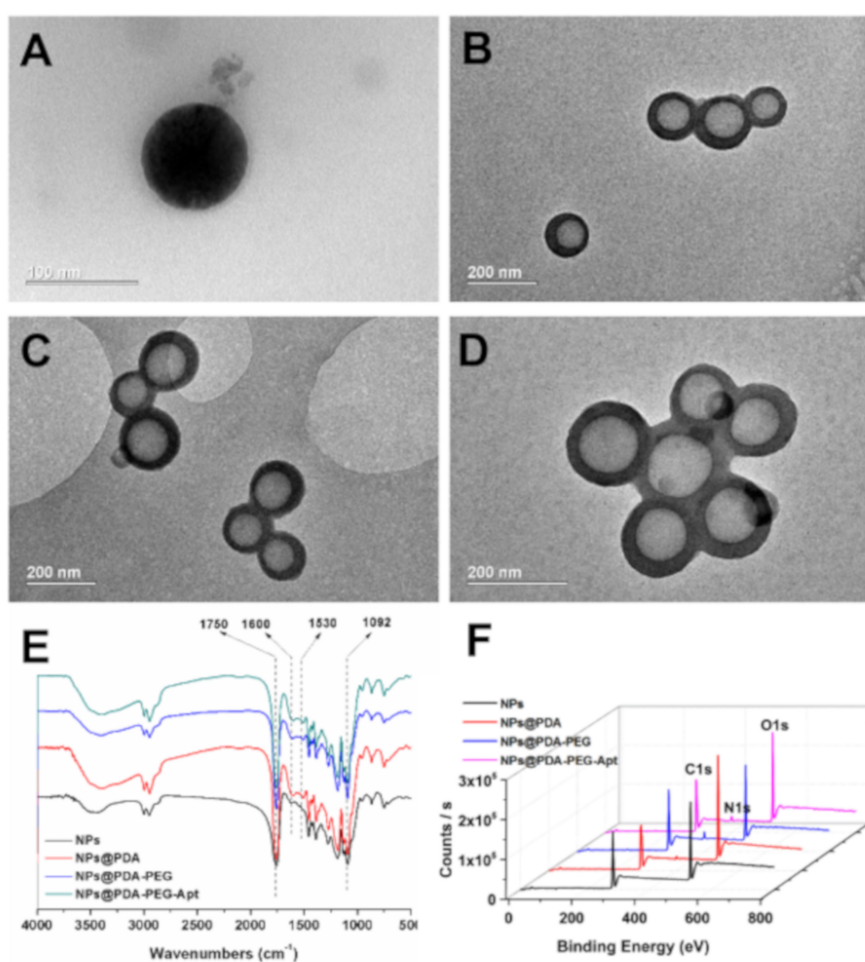 A
100 nm
B
200 nm
C
200 nm
D
200 nm
E
1750 1600 1530 1092
NPs
NPs@PDA
NPs@PDA-PEG
NPs@PDA-PEG-Apt
4000 3500 3000 2500 2000 1500 1000 500
Wavenumbers (cm⁻¹)
F
NPs
NPs@PDA
NPs@PDA-PEG
NPs@PDA-PEG-Apt
O1s
C1s
N1s
3x10⁵
2x10⁵
1x10⁵
0
Counts / s
0 200 400 600 800
Binding Energy (eV)